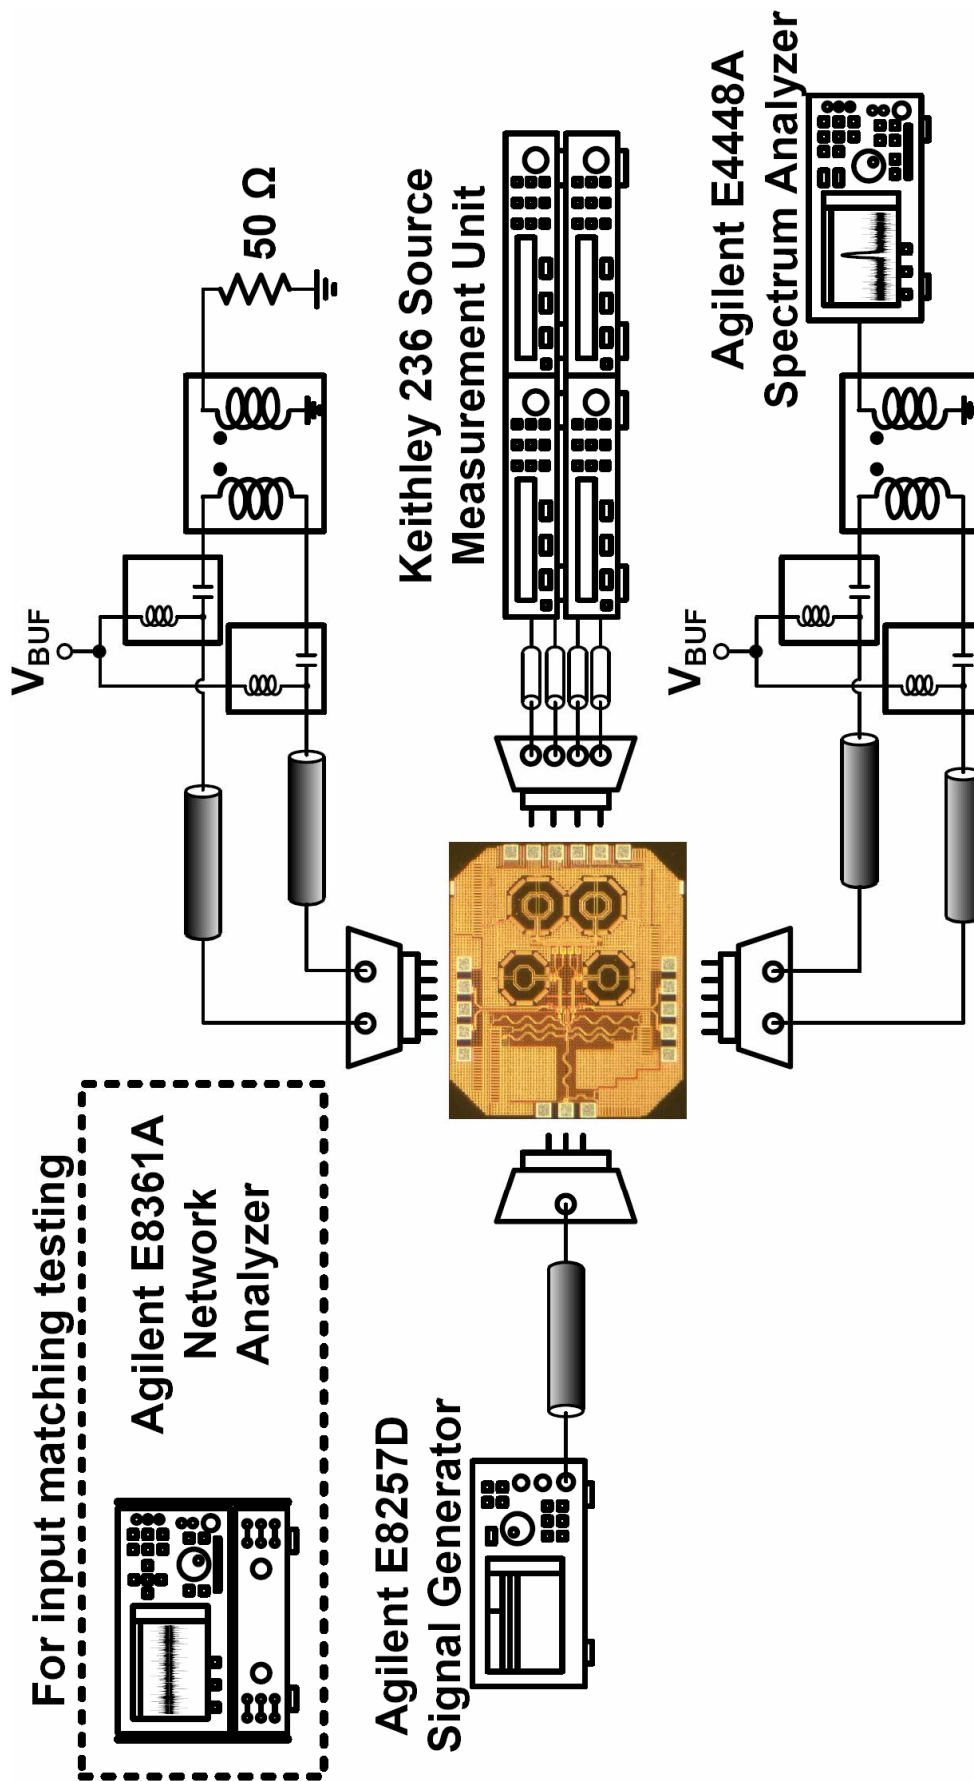 For input matching testing
Agilent E8361A
Network
Analyzer
V_BUF
50 Ω
Agilent E8257D
Signal Generator
Keithley 236 Source
Measurement Unit
V_BUF
Agilent E4448A
Spectrum Analyzer